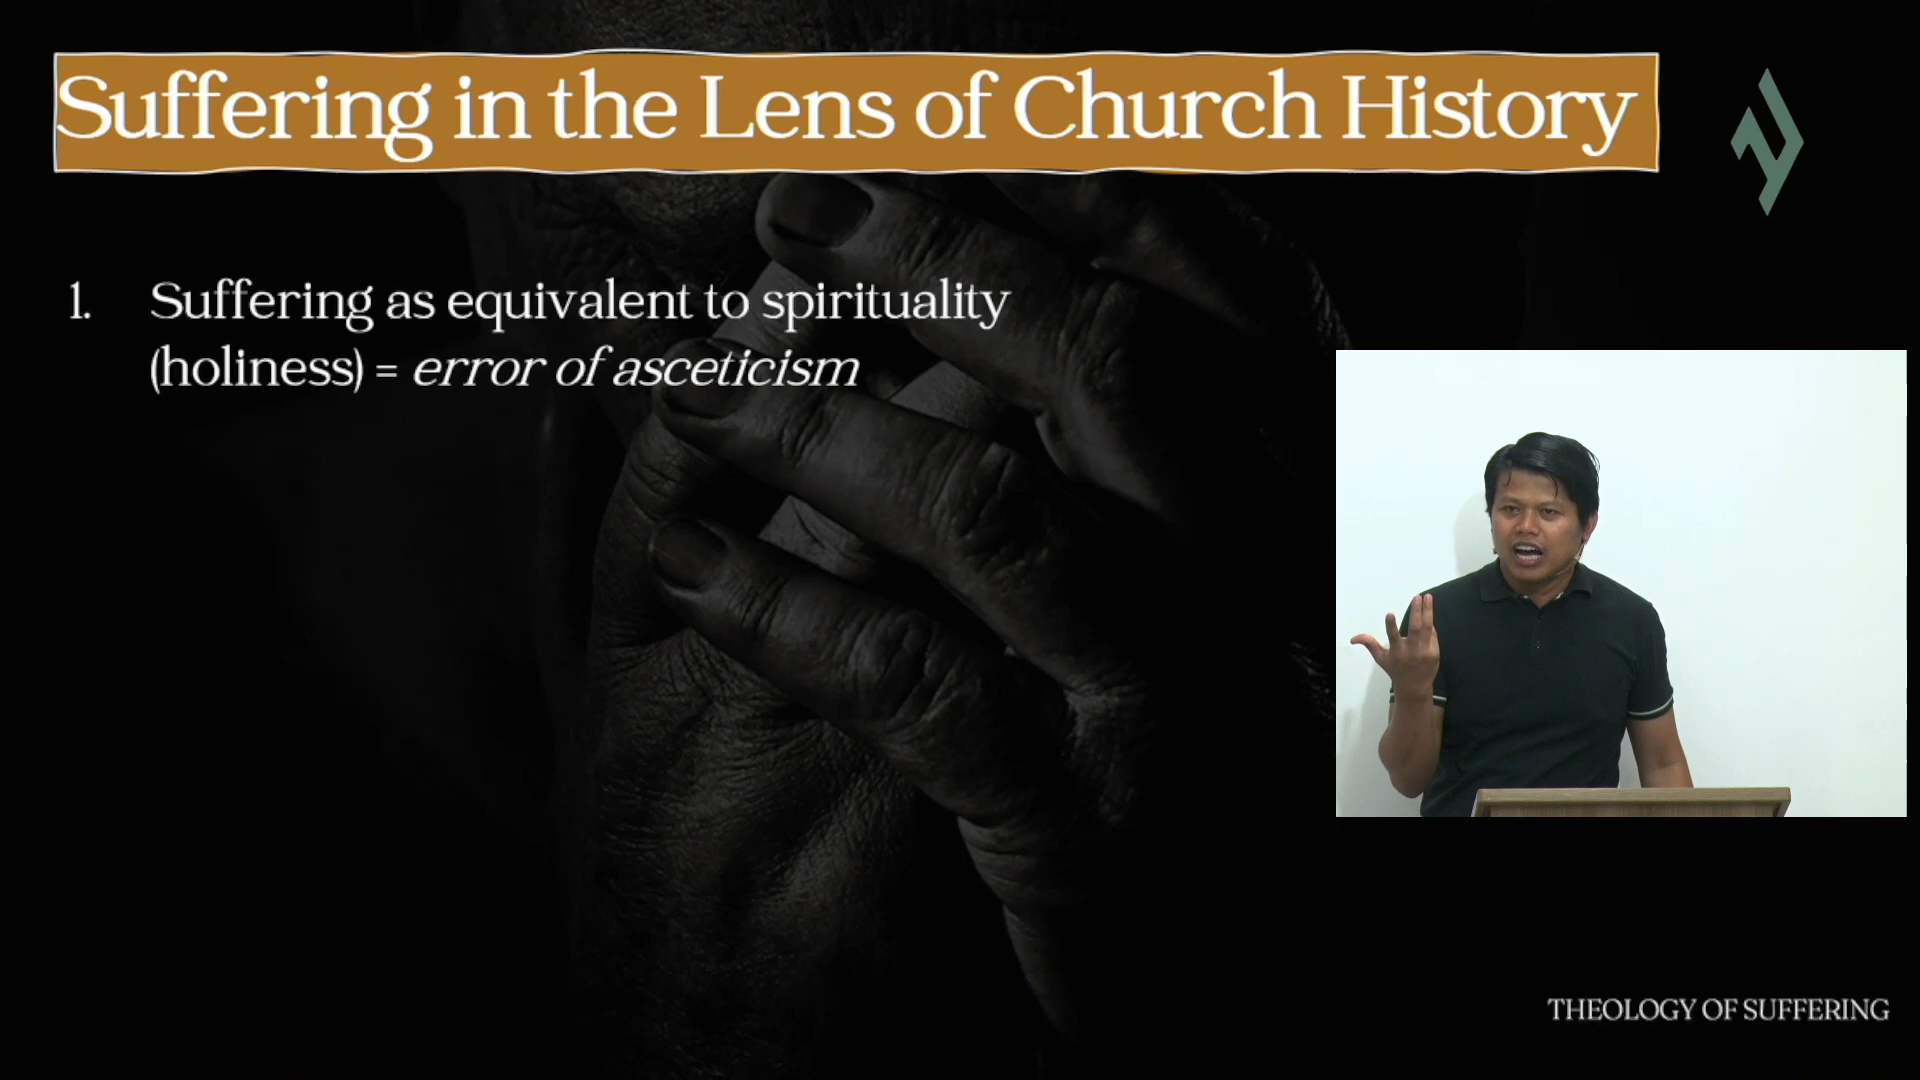 Suffering in the Lens of Church History
1. Suffering as equivalent to spirituality
(holiness) = error of asceticism
THEOLOGY OF SUFFERING